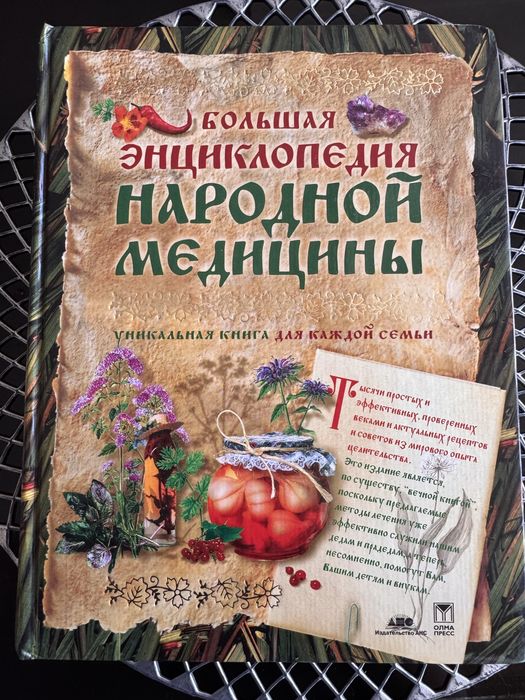 БОЛЬШАЯ
ЭНЦИКЛОПЕДИЯ
НАРОДНОЙ
МЕДИЦИНЫ
УНИКАЛЬНАЯ КНИГА ДЛЯ КАЖДОЙ СЕМЬИ
Тысячи простых и
эффективных, проверенных
веками и актуальных рецептов
и советов из мирового опыта
целительства.
Это издание является,
по существу, "вечной книгой",
поскольку предлагаемые
методы лечения уже
эффективно служили нашим
дедам и прадедам, а теперь,
несомненно, помогут Вам,
Вашим детям и внукам.
АКС
Издательство АКС
ОЛМА
ПРЕСС